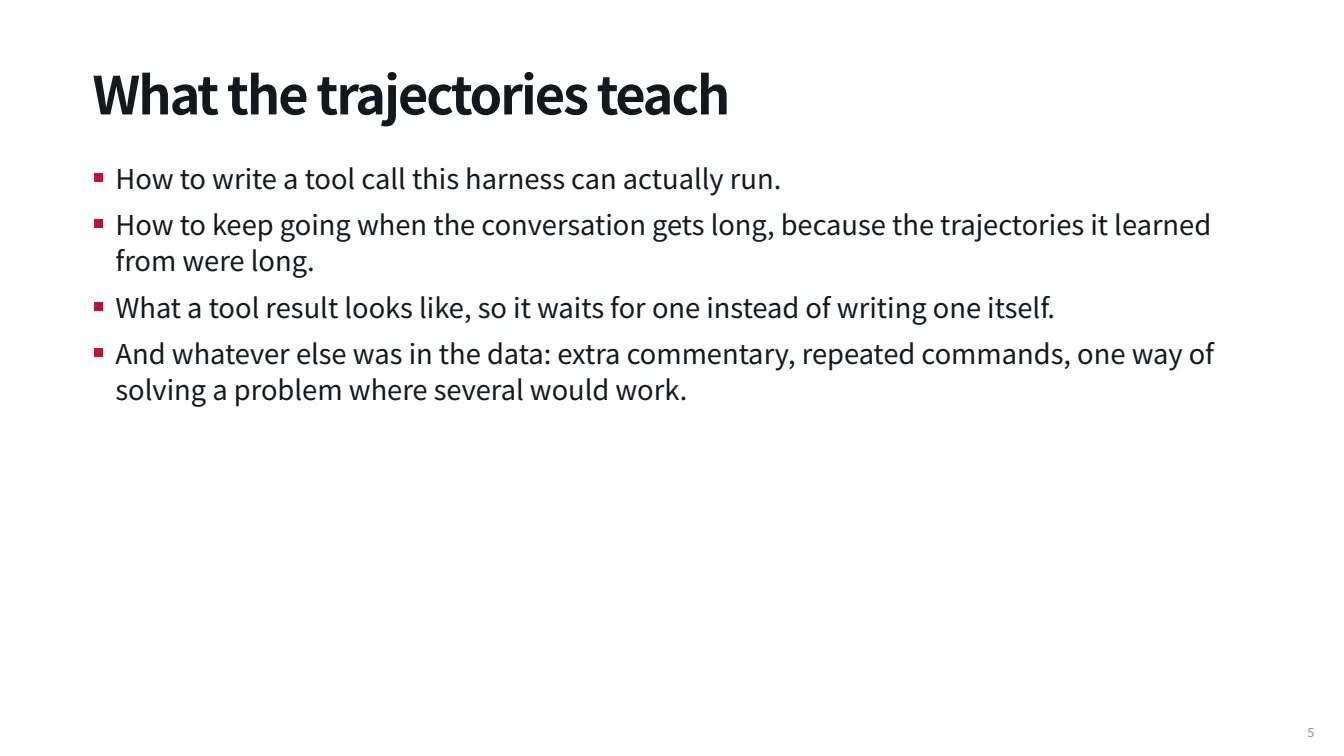 What the trajectories teach
How to write a tool call this harness can actually run.
How to keep going when the conversation gets long, because the trajectories it learned
from were long.
What a tool result looks like, so it waits for one instead of writing one itself.
And whatever else was in the data: extra commentary, repeated commands, one way of
solving a problem where several would work.
5